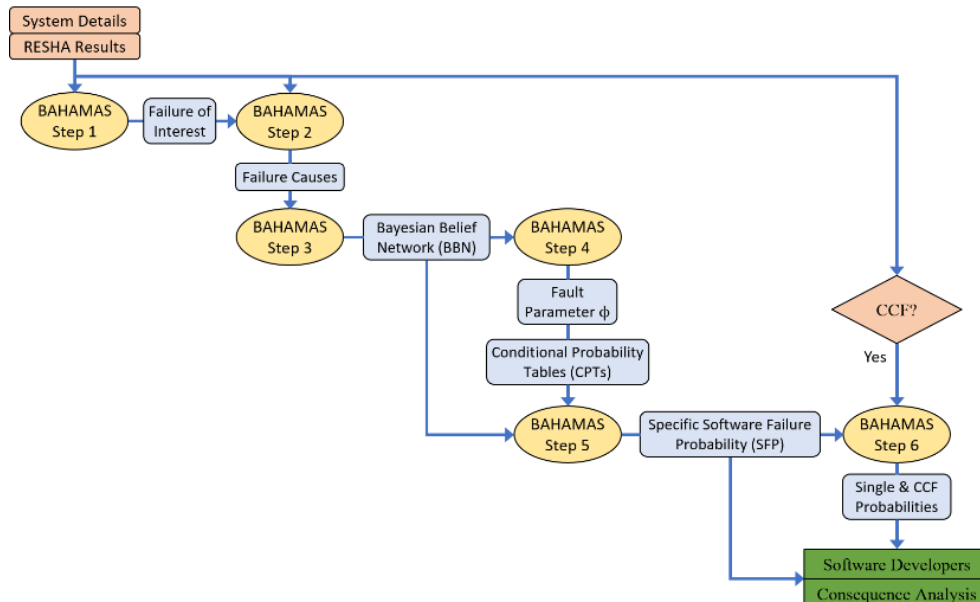 System Details
RESHA Results
BAHAMAS
Step 1
Failure of
Interest
BAHAMAS
Step 2
Failure Causes
BAHAMAS
Step 3
Bayesian Belief
Network (BBN)
BAHAMAS
Step 4
Fault
Parameter ϕ
CCF?
Conditional Probability
Tables (CPTs)
Yes
BAHAMAS
Step 5
Specific Software Failure
Probability (SFP)
BAHAMAS
Step 6
Single & CCF
Probabilities
Software Developers
Consequence Analysis